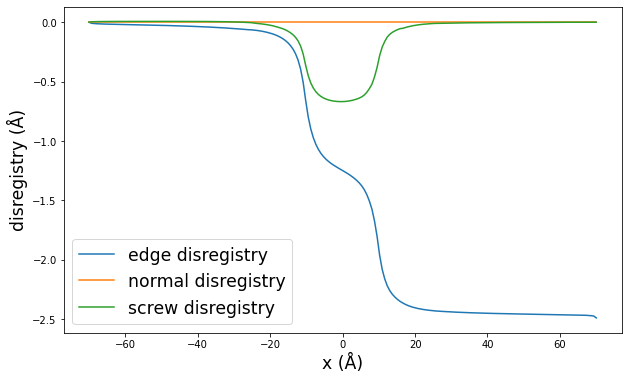 0.0
−0.5
−1.0
−1.5
−2.0
−2.5
disregistry (Å)
edge disregistry
normal disregistry
screw disregistry
−60
−40
−20
0
20
40
60
x (Å)